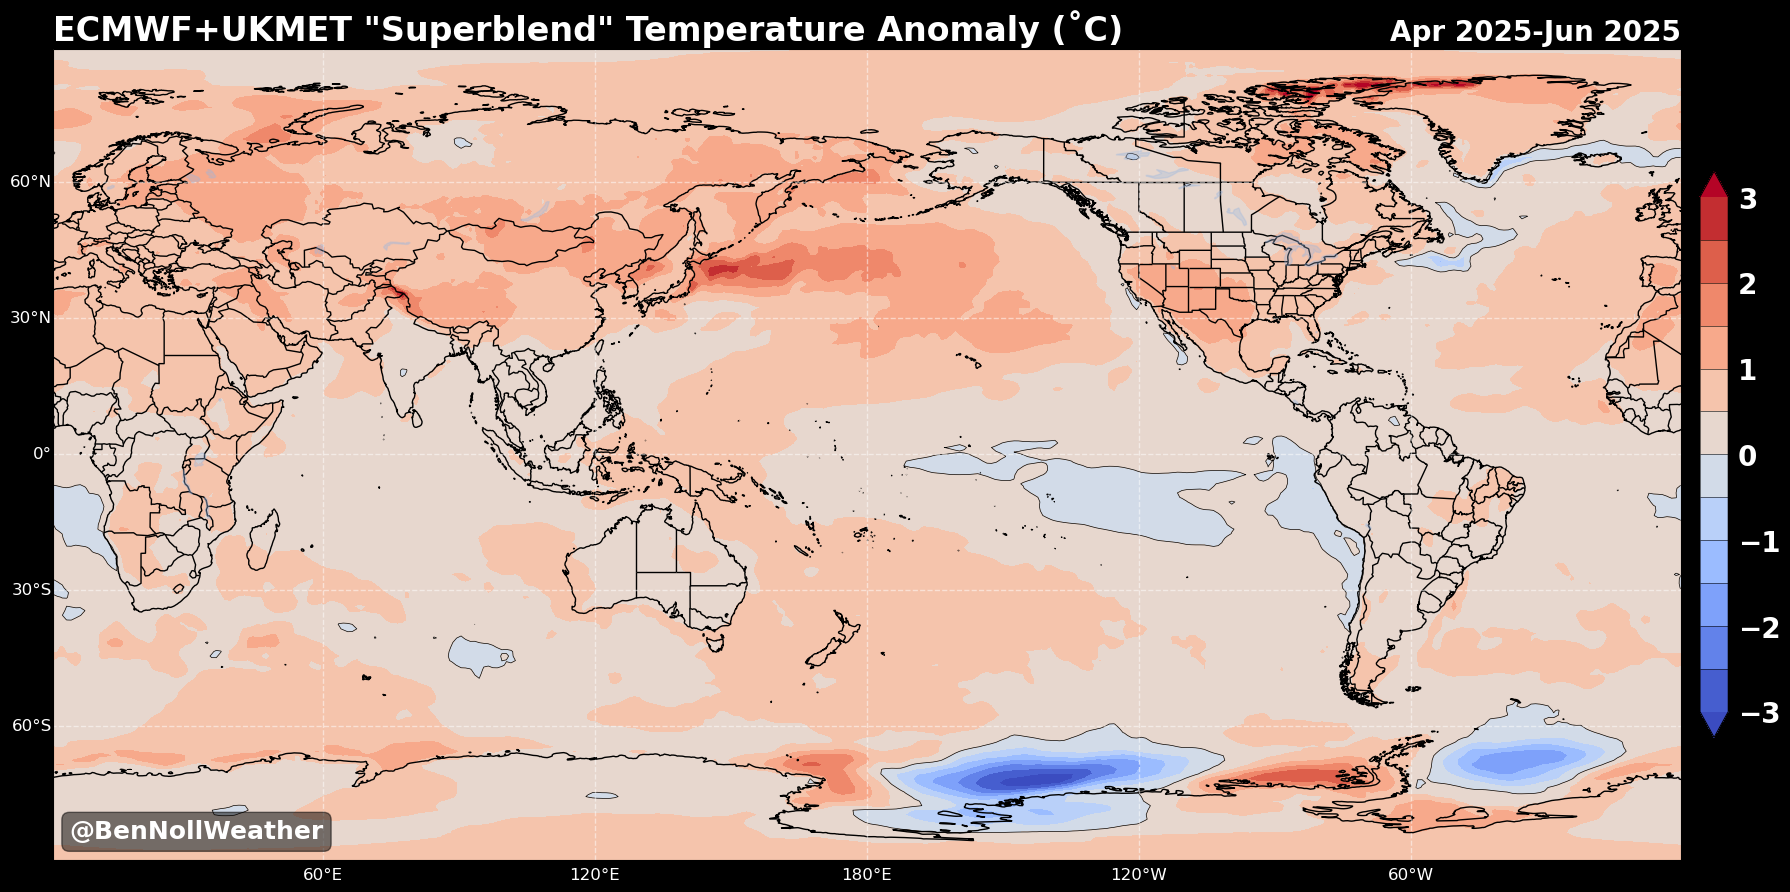 ECMWF+UKMET "Superblend" Temperature Anomaly (˚C)
Apr 2025-Jun 2025
60°N
30°N
0°
30°S
60°S
60°E
120°E
180°E
120°W
60°W
3
2
1
0
−1
−2
−3
@BenNollWeather